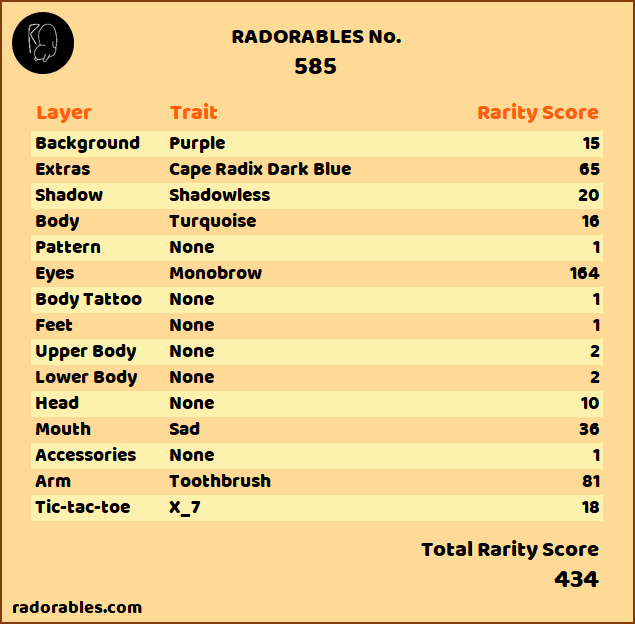 RADORABLES No.
585
Layer Trait Rarity Score
Background Purple 15
Extras Cape Radix Dark Blue 65
Shadow Shadowless 20
Body Turquoise 16
Pattern None 1
Eyes Monobrow 164
Body Tattoo None 1
Feet None 1
Upper Body None 2
Lower Body None 2
Head None 10
Mouth Sad 36
Accessories None 1
Arm Toothbrush 81
Tic-tac-toe X_7 18
Total Rarity Score
434
radorables.com